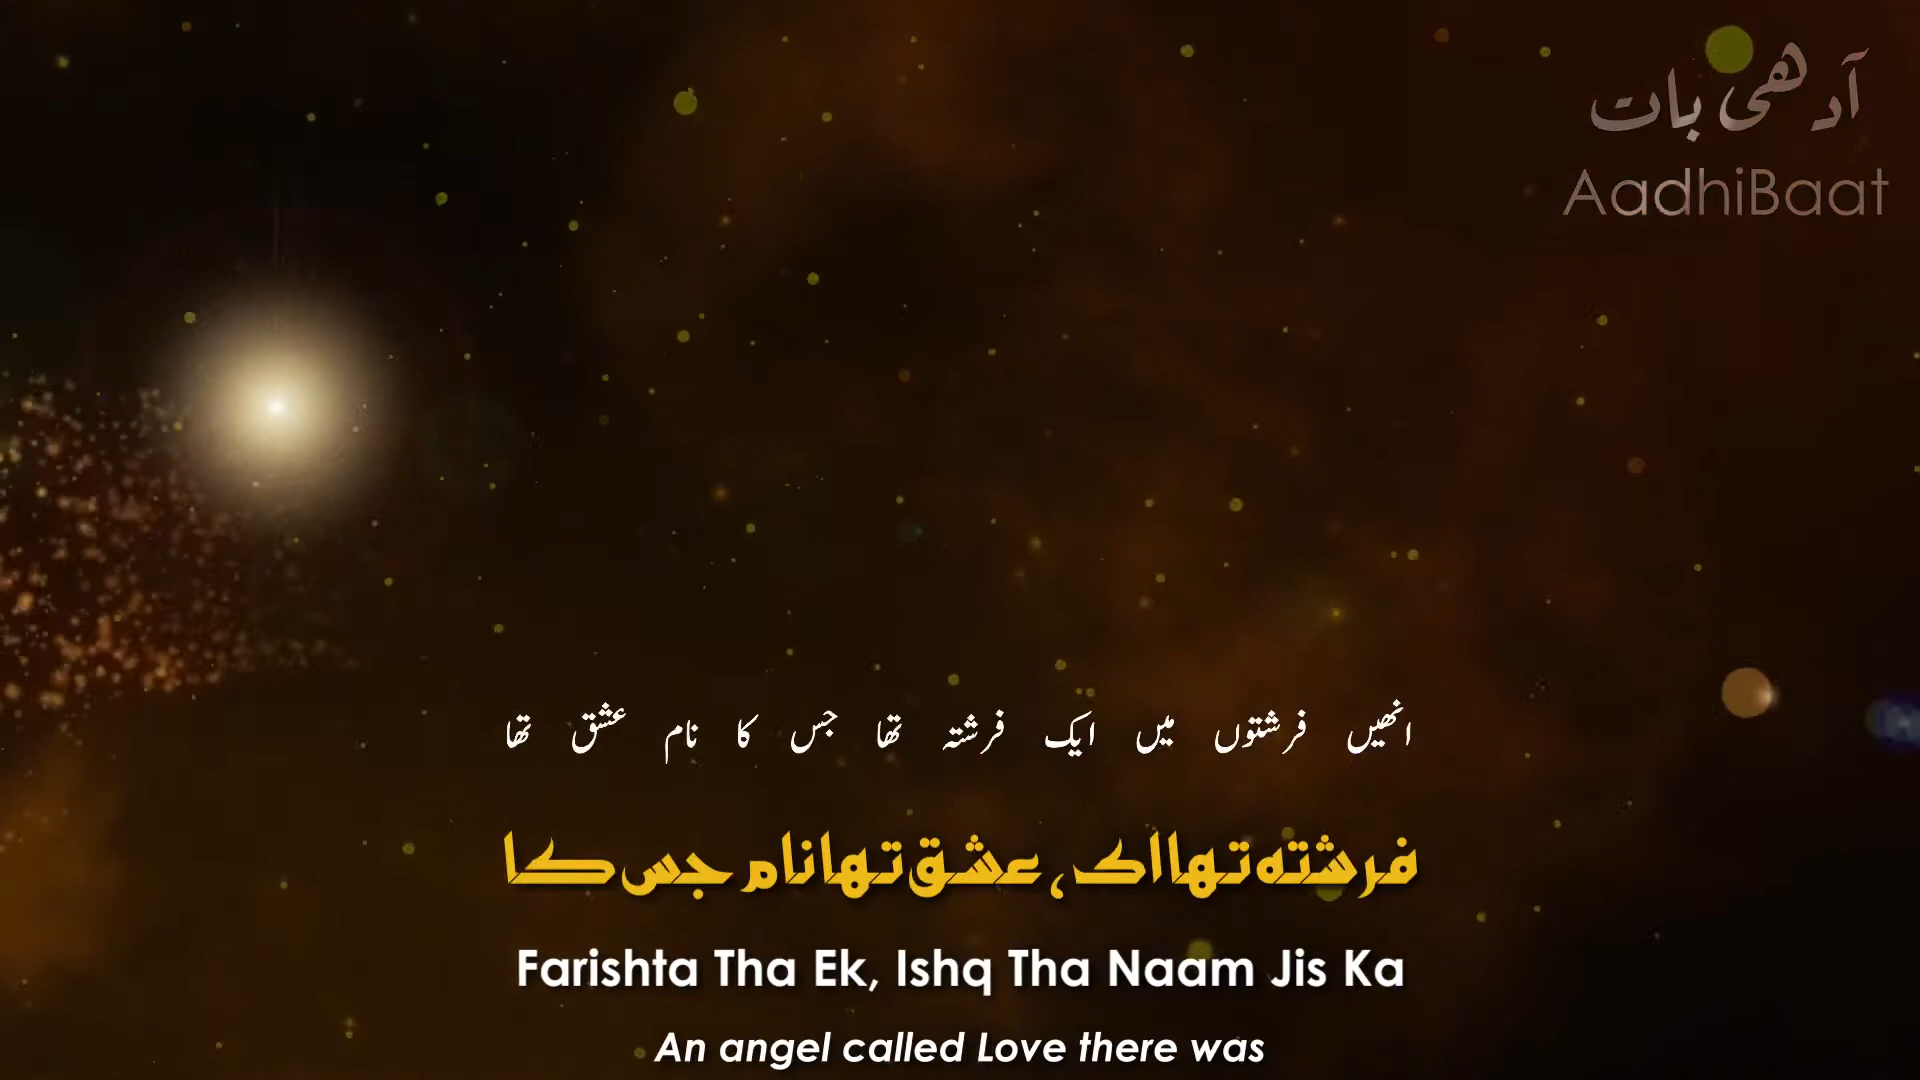 آدھی بات
AadhiBaat
انھیں فرشتوں میں ایک فرشتہ تھا جس کا نام عشق تھا
فرشتہ تھا اک، عشق تھا نام جس کا
Farishta Tha Ek, Ishq Tha Naam Jis Ka
An angel called Love there was